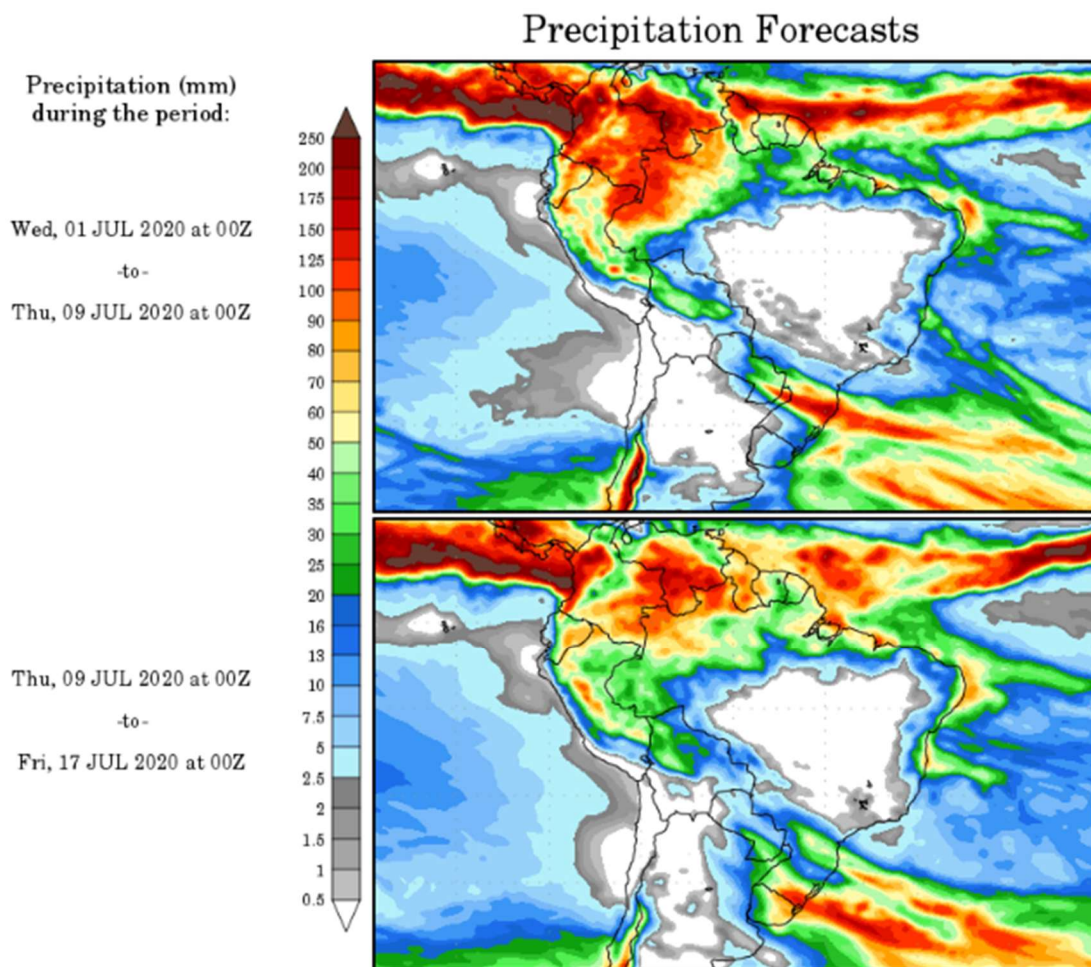 Precipitation Forecasts
Precipitation (mm)
during the period:
Wed, 01 JUL 2020 at 00Z
-to-
Thu, 09 JUL 2020 at 00Z
Thu, 09 JUL 2020 at 00Z
-to-
Fri, 17 JUL 2020 at 00Z
250
200
175
150
125
100
90
80
70
60
50
40
35
30
25
20
16
13
10
7.5
5
2.5
2
1.5
1
0.5